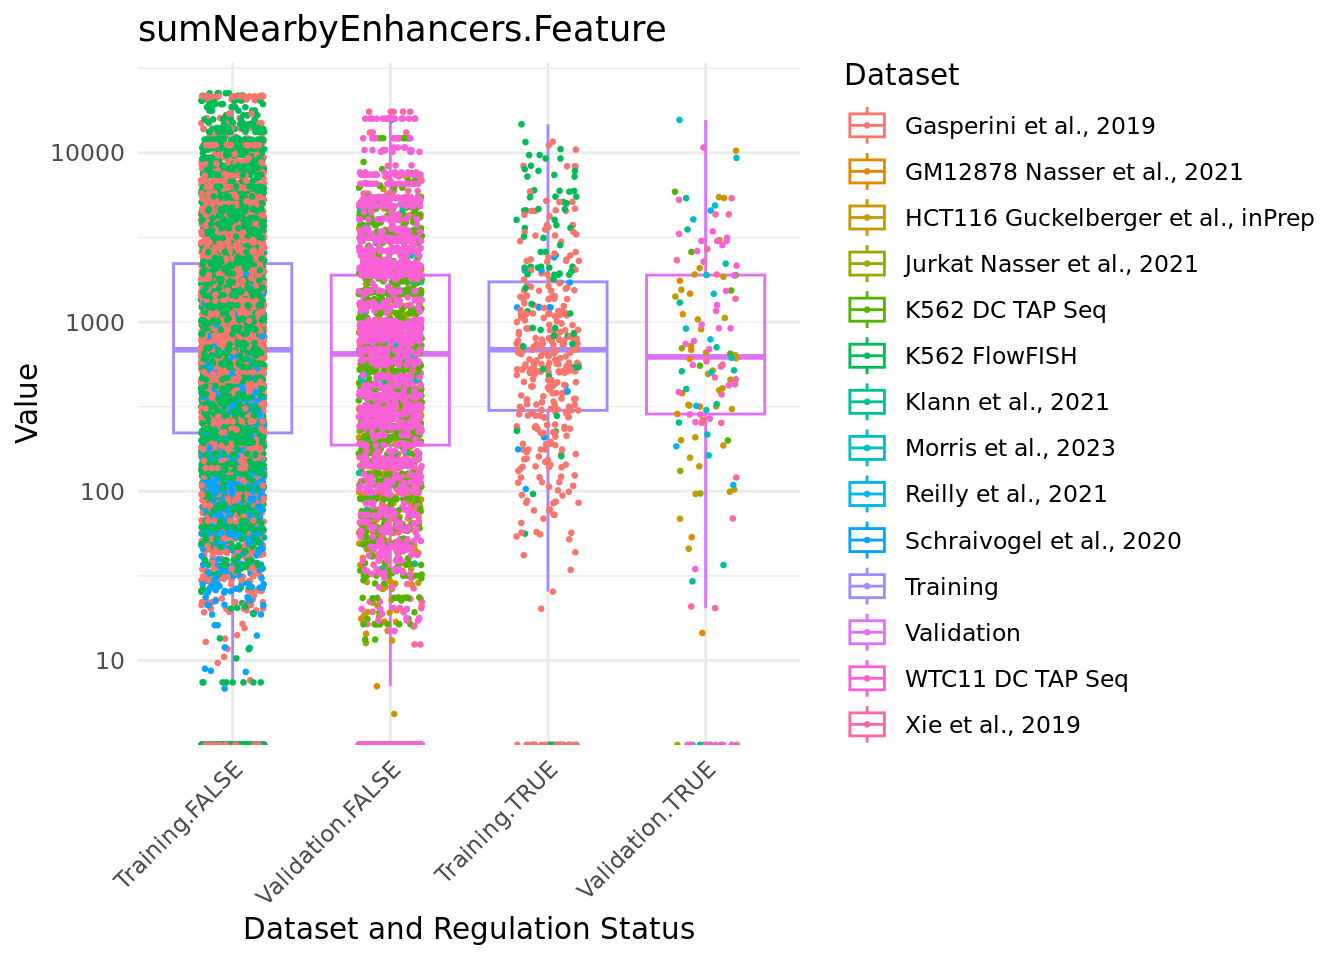 sumNearbyEnhancers.Feature
Value
10000
1000
100
10
Training.FALSE
Validation.FALSE
Training.TRUE
Validation.TRUE
Dataset and Regulation Status
Dataset
Gasperini et al., 2019
GM12878 Nasser et al., 2021
HCT116 Guckelberger et al., inPrep
Jurkat Nasser et al., 2021
K562 DC TAP Seq
K562 FlowFISH
Klann et al., 2021
Morris et al., 2023
Reilly et al., 2021
Schraivogel et al., 2020
Training
Validation
WTC11 DC TAP Seq
Xie et al., 2019